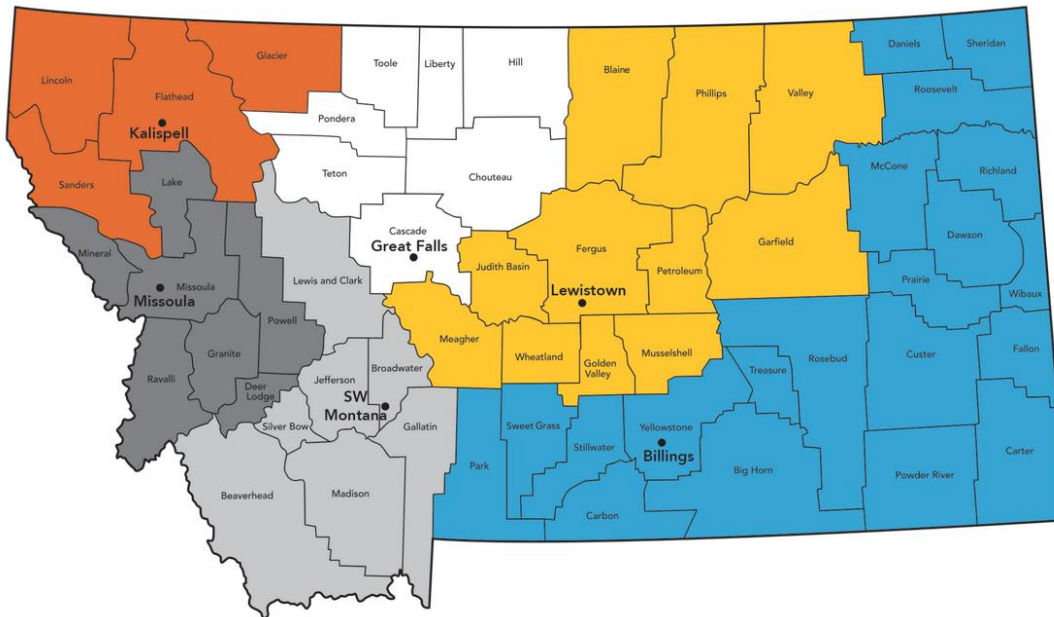 Daniels
Sheridan
Glacier
Toole
Liberty
Hill
Lincoln
Blaine
Flathead
Phillips
Valley
Roosevelt
Kalispell
Pondera
McCone
Richland
Teton
Chouteau
Sanders
Lake
Cascade
Great Falls
Dawson
Garfield
Fergus
Mineral
Judith Basin
Petroleum
Lewis and Clark
Prairie
Missoula
Missoula
Lewistown
Wibaux
Powell
Meagher
Rosebud
Musselshell
Granite
Wheatland
Golden
Valley
Custer
Fallon
Broadwater
Treasure
Ravalli
Jefferson
Deer
Lodge
SW
Montana
Silver Bow
Gallatin
Sweet Grass
Yellowstone
Stillwater
Billings
Carter
Park
Big Horn
Powder River
Beaverhead
Madison
Carbon